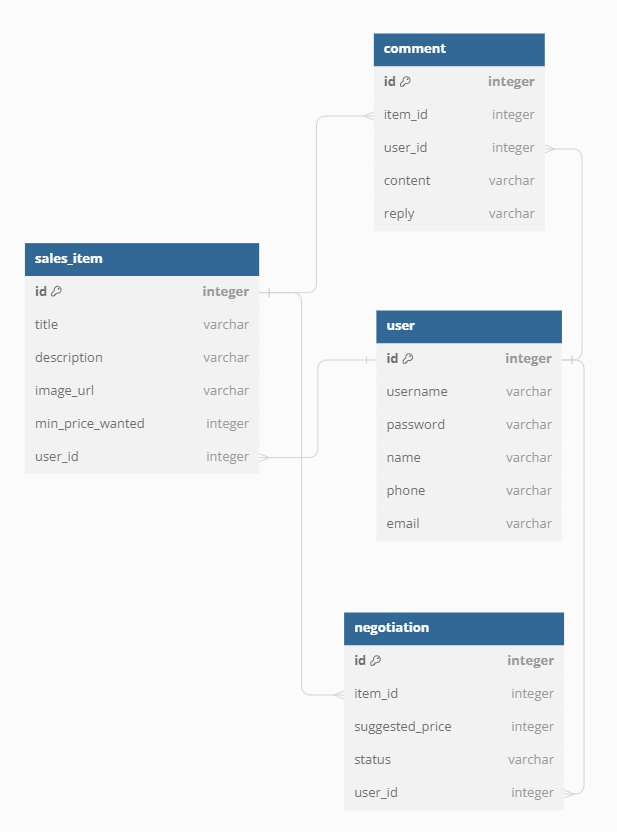 comment
id integer
item_id integer
user_id integer
content varchar
reply varchar
sales_item
id integer
title varchar
description varchar
image_url varchar
min_price_wanted integer
user_id integer
user
id integer
username varchar
password varchar
name varchar
phone varchar
email varchar
negotiation
id integer
item_id integer
suggested_price integer
status varchar
user_id integer